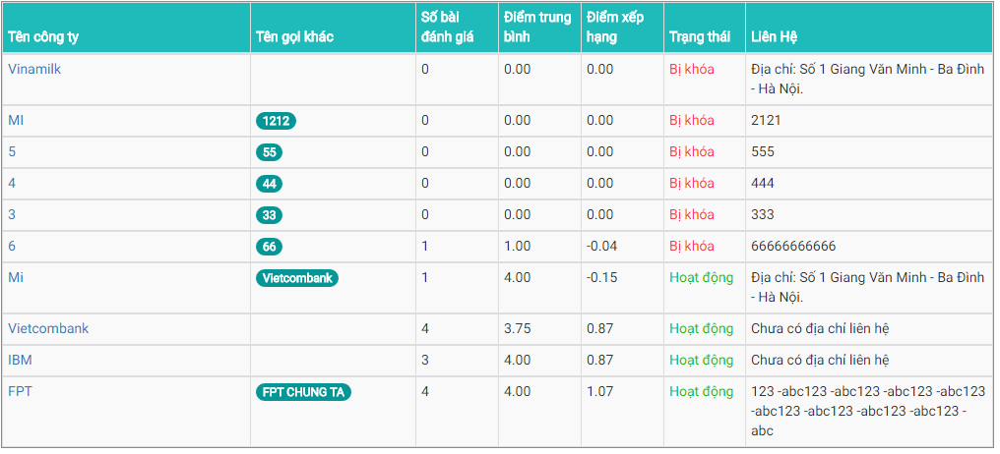 Tên công ty Tên gọi khác Số bài đánh giá Điểm trung bình Điểm xếp hạng Trạng thái Liên Hệ
Vinamilk 0 0.00 0.00 Bị khóa Địa chỉ: Số 1 Giang Văn Minh - Ba Đình
- Hà Nội.
MI 1212 0 0.00 0.00 Bị khóa 2121
5 55 0 0.00 0.00 Bị khóa 555
4 44 0 0.00 0.00 Bị khóa 444
3 33 0 0.00 0.00 Bị khóa 333
6 66 1 1.00 -0.04 Bị khóa 66666666666
Mi Vietcombank 1 4.00 -0.15 Hoạt động Địa chỉ: Số 1 Giang Văn Minh - Ba Đình
- Hà Nội.
Vietcombank 4 3.75 0.87 Hoạt động Chưa có địa chỉ liên hệ
IBM 3 4.00 0.87 Hoạt động Chưa có địa chỉ liên hệ
FPT FPT CHUNG TA 4 4.00 1.07 Hoạt động 123 -abc123 -abc123 -abc123 -abc123
-abc123 -abc123 -abc123 -abc123 -
abc